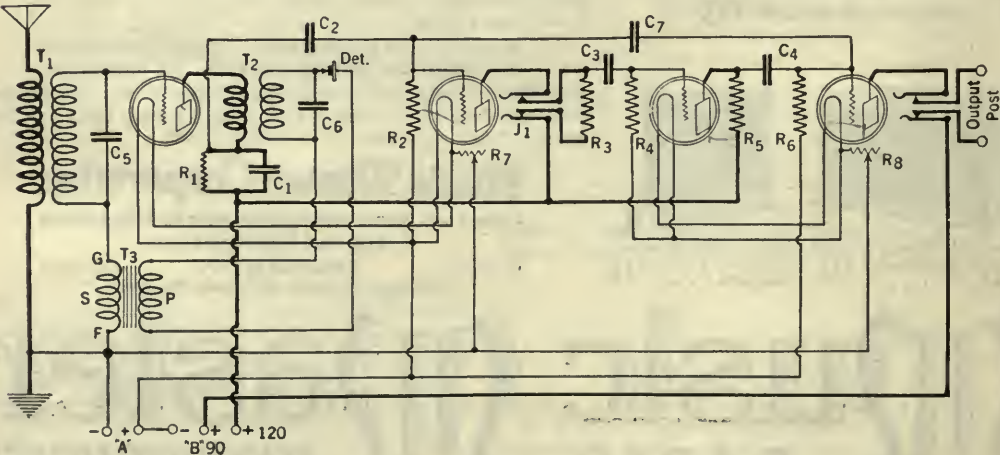 T1
C2
T2
Det.
C7
C3
C4
C5
C6
R1
C1
R2
J1
R3
R4
R5
R6
R7
R8
Output
Post
G T3
S P
F
- + - + + 120
"A" "B" 90